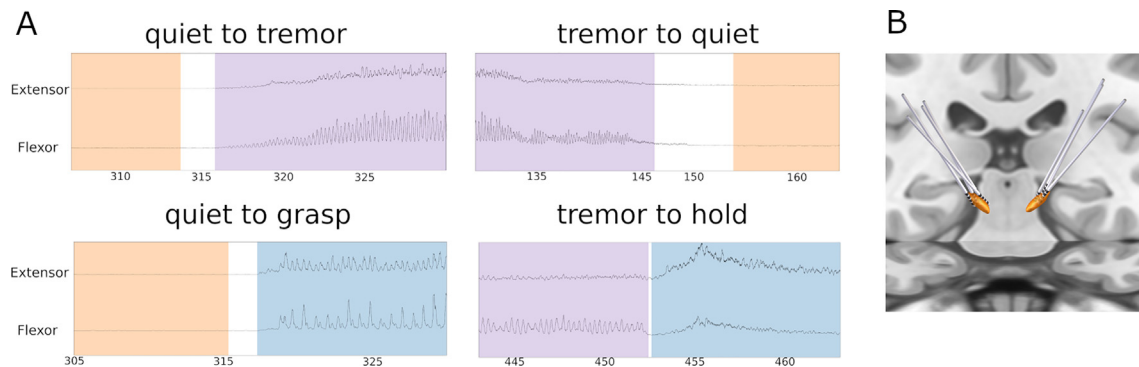 A
B
quiet to tremor
tremor to quiet
Extensor
Flexor
310 315 320 325
135 145 150 160
quiet to grasp
tremor to hold
Extensor
Flexor
305 315 325
445 450 455 460